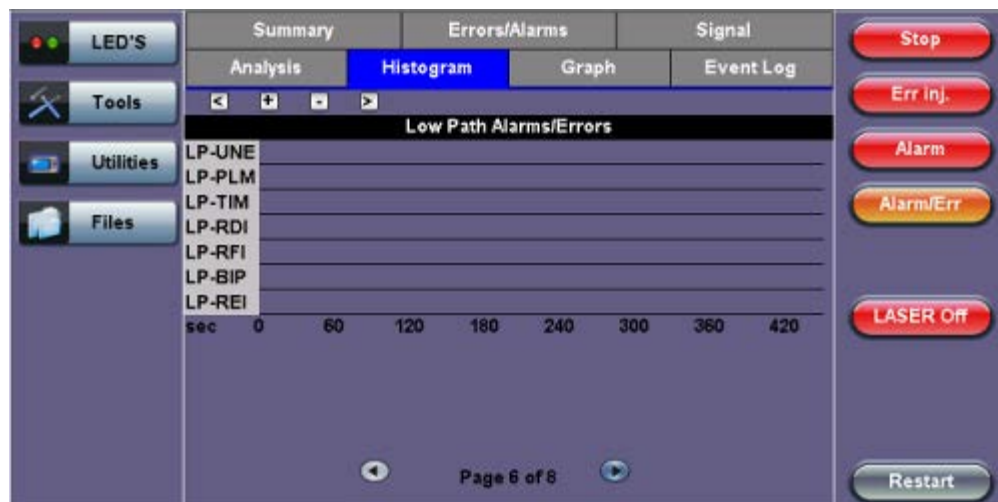 LED'S
Tools
Utilities
Files
Summary Errors/Alarms Signal
Analysis Histogram Graph Event Log
< + - >
Low Path Alarms/Errors
LP-UNE
LP-PLM
LP-TIM
LP-RDI
LP-RFI
LP-BIP
LP-REI
sec 0 60 120 180 240 300 360 420
Page 6 of 8
Stop
Err inj.
Alarm
Alarm/Err
LASER Off
Restart